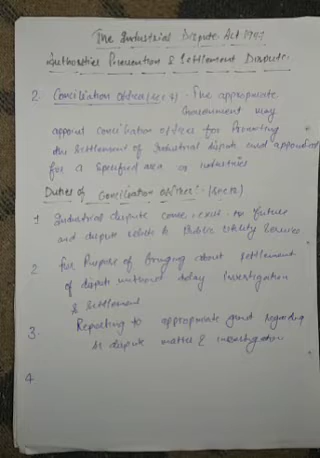 The Industrial Dispute Act 1947
Authorities Prevention & Settlement Dispute.
2. Conciliation officer (sec 4) - The appropriate
Government may
appoint conciliation officer for Promoting
the settlement of industrial dispute and appointed
for a specified area or industries
Duties of conciliation officer :- (sec 12)
1 Industrial dispute come, exist. to future
and dispute relate to Public Utility Services
2. For Purpose of bringing about settlement
of dispute without delay Investigation
& settlement
3. Reporting to appropriate govt regarding
dispute matter & investigation
4